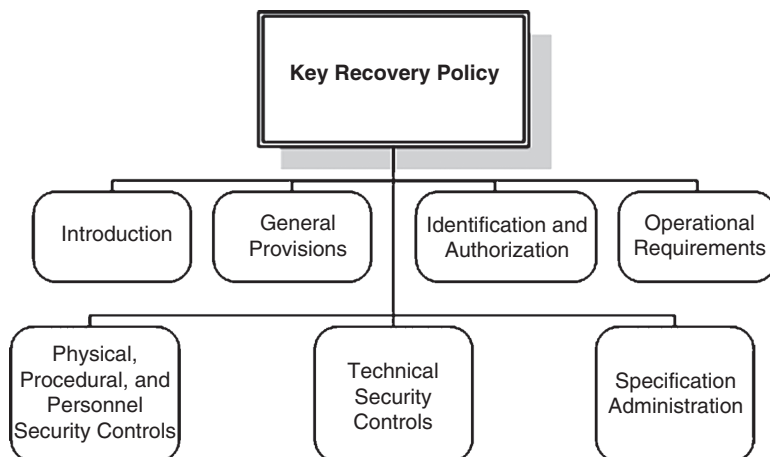 Key Recovery Policy
Introduction
General
Provisions
Identification and
Authorization
Operational
Requirements
Physical,
Procedural, and
Personnel
Security Controls
Technical
Security
Controls
Specification
Administration